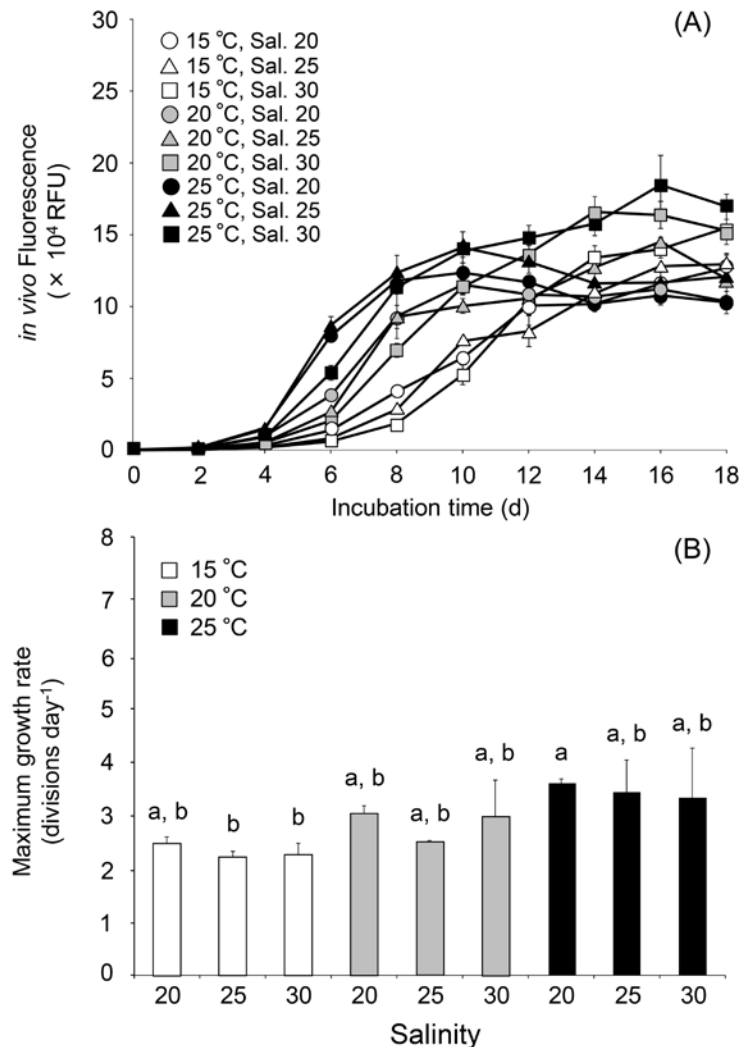 (A)
30
25
20
15
10
5
0
in vivo Fluorescence
(× 10⁴ RFU)
15 °C, Sal. 20
15 °C, Sal. 25
15 °C, Sal. 30
20 °C, Sal. 20
20 °C, Sal. 25
20 °C, Sal. 30
25 °C, Sal. 20
25 °C, Sal. 25
25 °C, Sal. 30
0 2 4 6 8 10 12 14 16 18
Incubation time (d)
(B)
8
7
6
5
4
3
2
1
0
Maximum growth rate
(divisions day⁻¹)
15 °C
20 °C
25 °C
a, b b b a, b a, b a, b a a, b a, b
20 25 30 20 25 30 20 25 30
Salinity